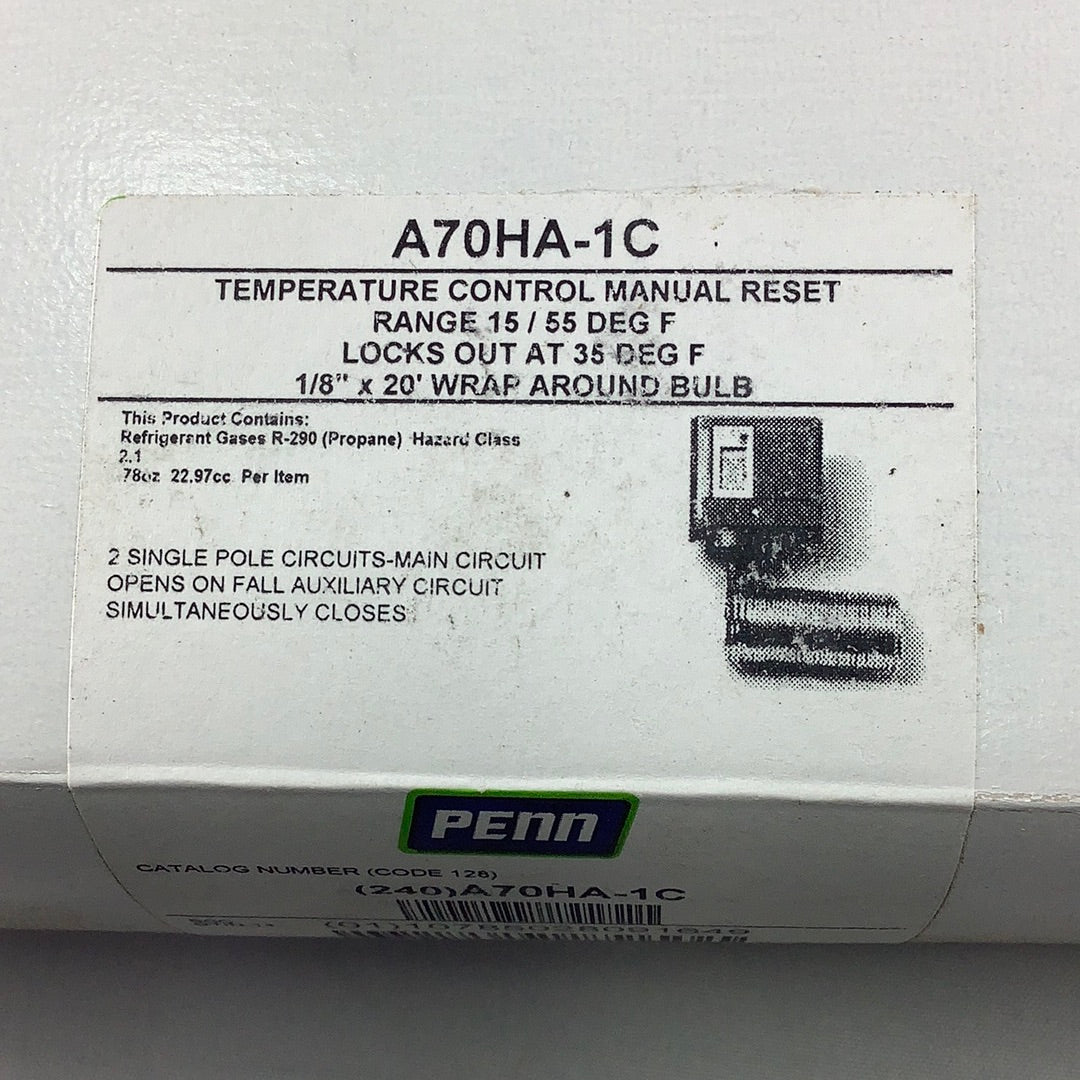 A70HA-1C
TEMPERATURE CONTROL MANUAL RESET
RANGE 15 / 55 DEG F
LOCKS OUT AT 35 DEG F
1/8" x 20' WRAP AROUND BULB
This Product Contains:
Refrigerant Gases R-290 (Propane) Hazard Class
2.1
.78oz 22.97cc Per Item
2 SINGLE POLE CIRCUITS-MAIN CIRCUIT
OPENS ON FALL AUXILIARY CIRCUIT
SIMULTANEOUSLY CLOSES
PENN
CATALOG NUMBER (CODE 128)
(240)A70HA-1C